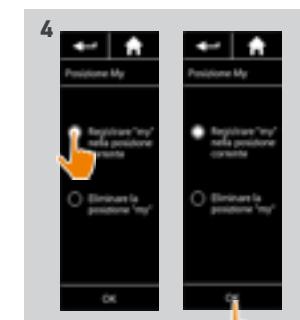 4
Posizione My
Registrare "my"
nella posizione
corrente
Eliminare la
posizione "my"
OK
Posizione My
Registrare "my"
nella posizione
corrente
Eliminare la
posizione "my"
OK